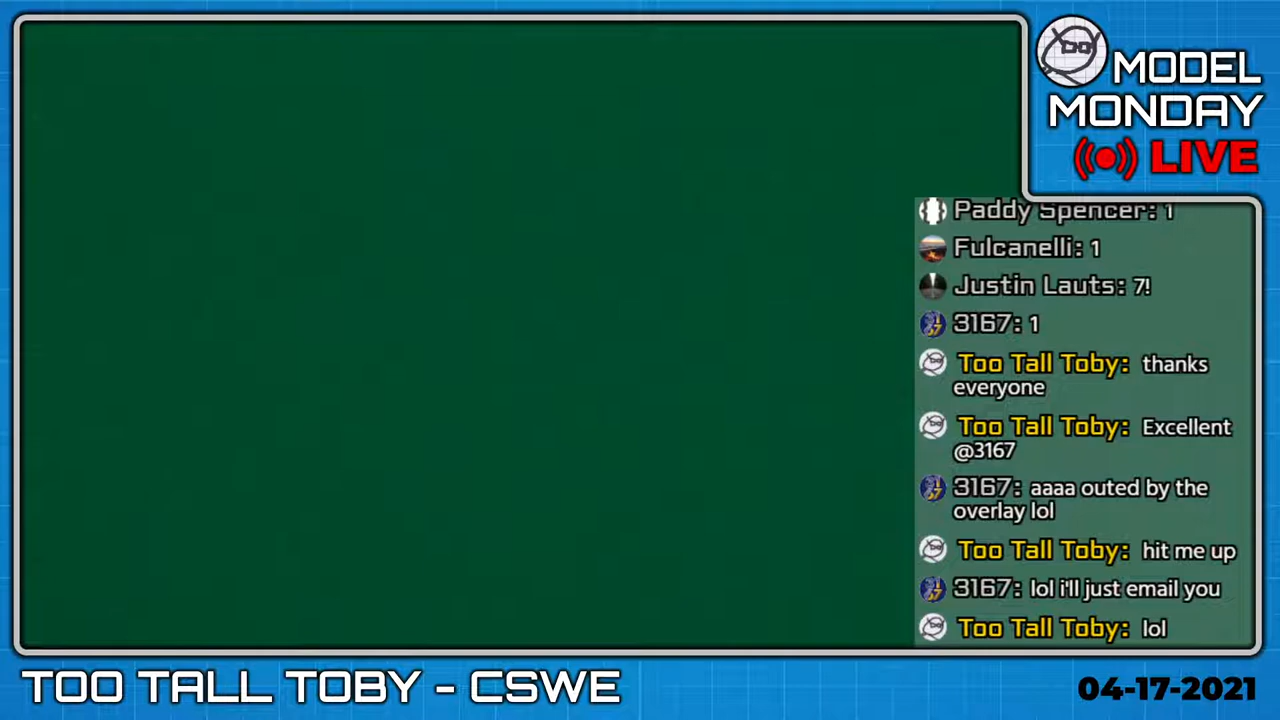 MODEL
MONDAY
LIVE
Paddy Spencer: 1
Fulcanelli: 1
Justin Lauts: 7!
3167: 1
Too Tall Toby: thanks
everyone
Too Tall Toby: Excellent
@3167
3167: aaaa outed by the
overlay lol
Too Tall Toby: hit me up
3167: lol i'll just email you
Too Tall Toby: lol
TOO TALL TOBY - CSWE
04-17-2021